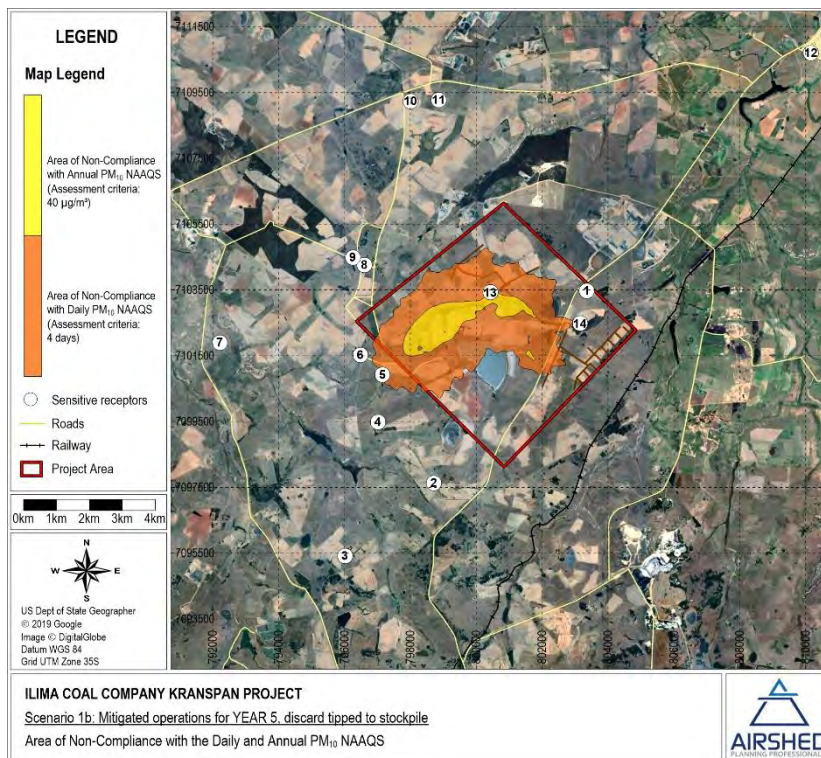 LEGEND
Map Legend
Area of Non-Compliance
with Annual PM₁₀ NAAQS
(Assessment criteria:
40 µg/m³)
Area of Non-Compliance
with Daily PM₁₀ NAAQS
(Assessment criteria:
4 days)
Sensitive receptors
Roads
Railway
Project Area
0km 1km 2km 3km 4km
N
W E
S
US Dept of State Geographer
© 2019 Google
Image © DigitalGlobe
Datum WGS 84
Grid UTM Zone 35S
7111500
7109500
7107500
7105500
7103500
7101500
7099500
7097500
7095500
7093500
792000
794000
796000
798000
802000
804000
806000
808000
12
10
11
9
8
13
1
14
7
6
5
4
2
3
ILIMA COAL COMPANY KRANSPAN PROJECT
Scenario 1b: Mitigated operations for YEAR 5, discard tipped to stockpile
Area of Non-Compliance with the Daily and Annual PM₁₀ NAAQS
AIRSHED
PLANNING PROFESSIONALS